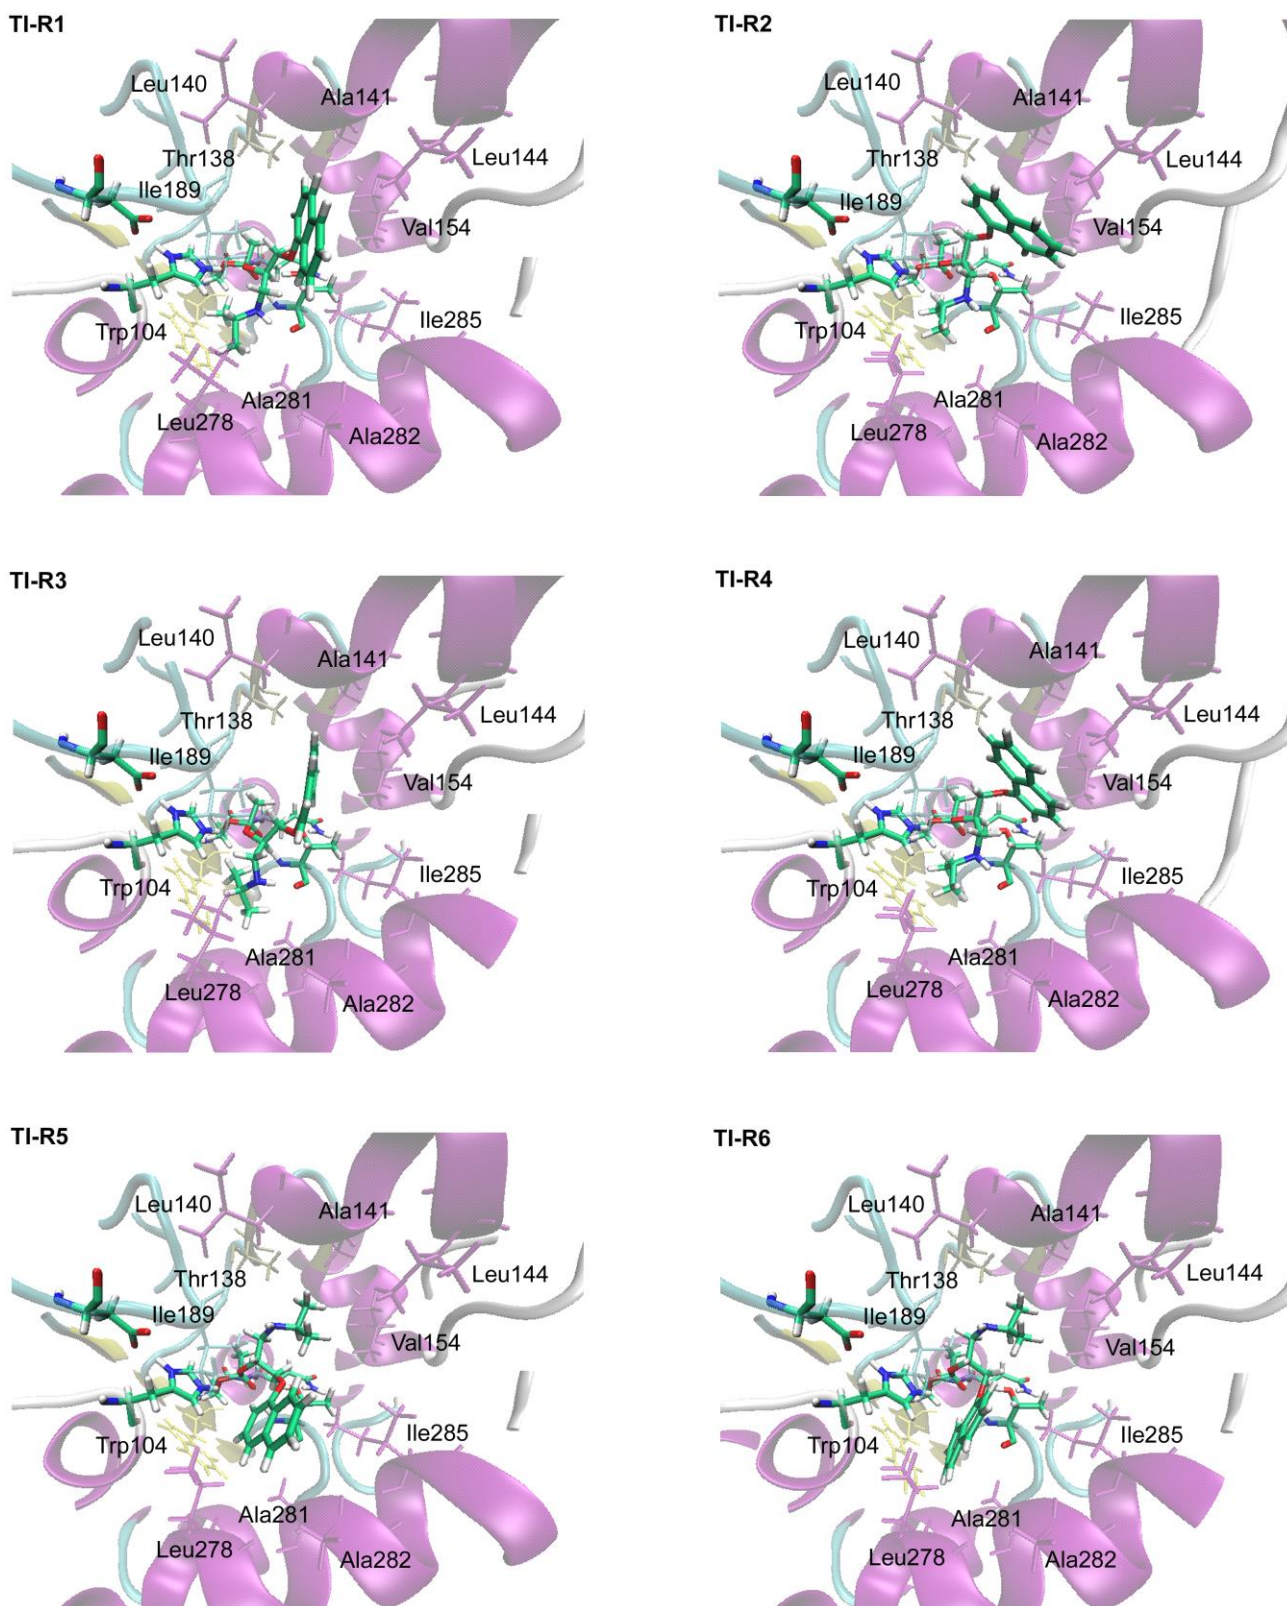 TI-R1
Leu140
Ala141
Thr138
Leu144
Ile189
Val154
Trp104
Ile285
Ala281
Leu278
Ala282
TI-R2
Leu140
Ala141
Thr138
Leu144
Ile189
Val154
Trp104
Ile285
Ala281
Leu278
Ala282
TI-R3
Leu140
Ala141
Thr138
Leu144
Ile189
Val154
Trp104
Ile285
Ala281
Leu278
Ala282
TI-R4
Leu140
Ala141
Thr138
Leu144
Ile189
Val154
Trp104
Ile285
Ala281
Leu278
Ala282
TI-R5
Leu140
Ala141
Thr138
Leu144
Ile189
Val154
Trp104
Ile285
Ala281
Leu278
Ala282
TI-R6
Leu140
Ala141
Thr138
Leu144
Ile189
Val154
Trp104
Ile285
Ala281
Leu278
Ala282